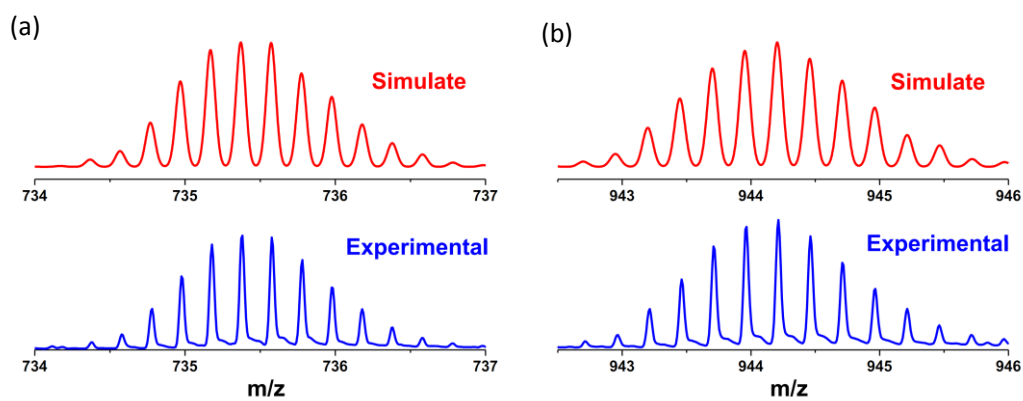 (a)
Simulate
734 735 736 737
Experimental
734 735 736 737
m/z
(b)
Simulate
943 944 945 946
Experimental
943 944 945 946
m/z